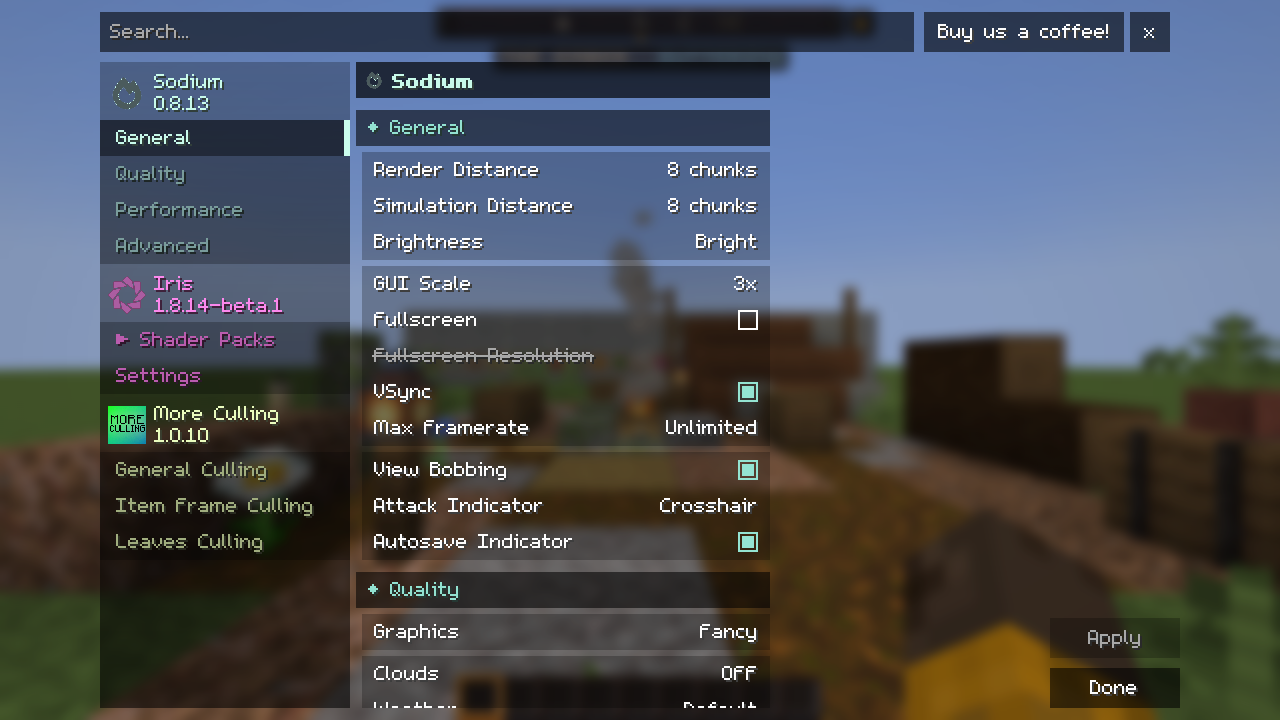 Search...
Buy us a coffee!
x
Sodium
0.8.13
General
Quality
Performance
Advanced
Iris
1.8.14-beta.1
Shader Packs
Settings
MORE CULLING
More Culling
1.0.10
General Culling
Item Frame Culling
Leaves Culling
Sodium
General
Render Distance 8 chunks
Simulation Distance 8 chunks
Brightness Bright
GUI Scale 3x
Fullscreen
Fullscreen Resolution
VSync
Max Framerate Unlimited
View Bobbing
Attack Indicator Crosshair
Autosave Indicator
Quality
Graphics Fancy
Clouds OFF
Weather Default
Apply
Done